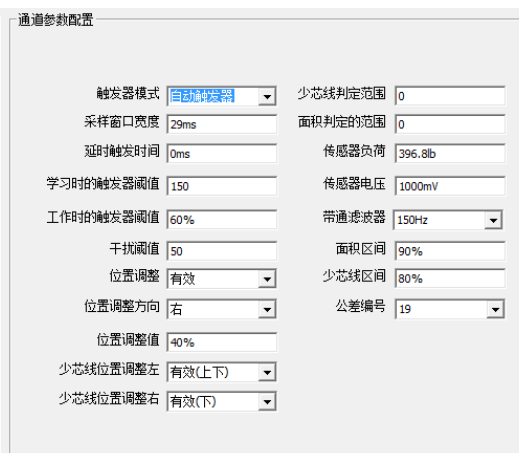 通道参数配置
触发器模式 自动触发器 少芯线判定范围 0
采样窗口宽度 29ms 面积判定的范围 0
延时触发时间 0ms 传感器负荷 396.8lb
学习时的触发器阈值 150 传感器电压 1000mV
工作时的触发器阈值 60% 带通滤波器 150Hz
干扰阈值 50 面积区间 90%
位置调整 有效 少芯线区间 80%
位置调整方向 右 公差编号 19
位置调整值 40%
少芯线位置调整左 有效(上下)
少芯线位置调整右 有效(下)